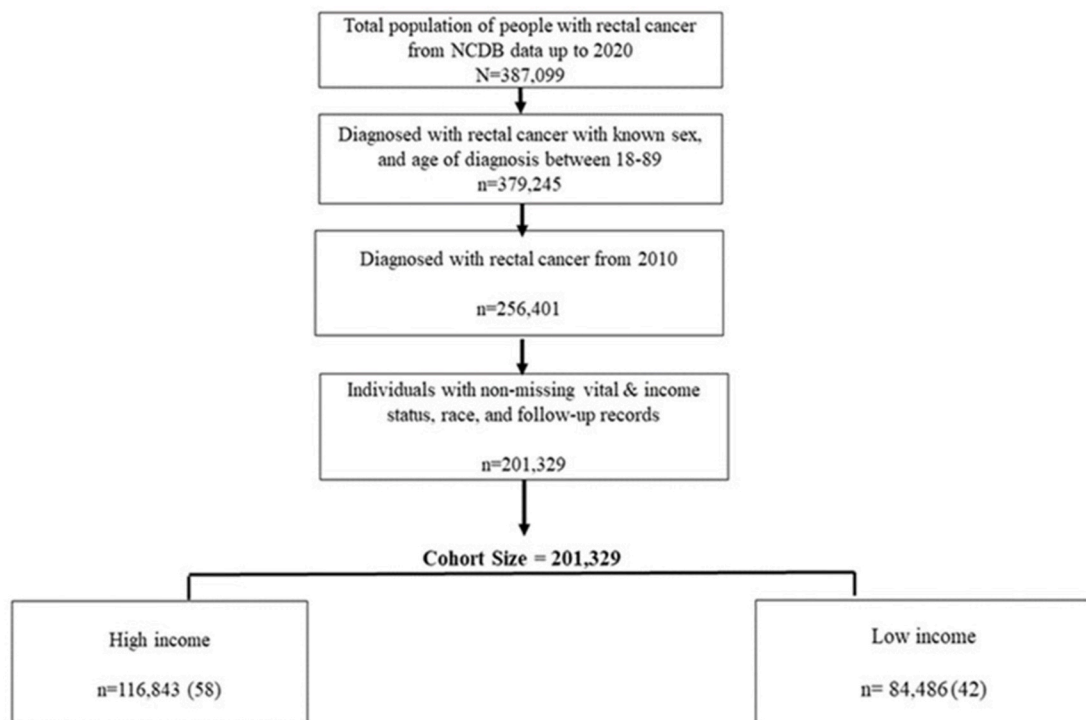 Total population of people with rectal cancer
from NCDB data up to 2020
N=387,099
Diagnosed with rectal cancer with known sex,
and age of diagnosis between 18-89
n=379,245
Diagnosed with rectal cancer from 2010
n=256,401
Individuals with non-missing vital & income
status, race, and follow-up records
n=201,329
Cohort Size = 201,329
High income
n=116,843 (58)
Low income
n= 84,486 (42)